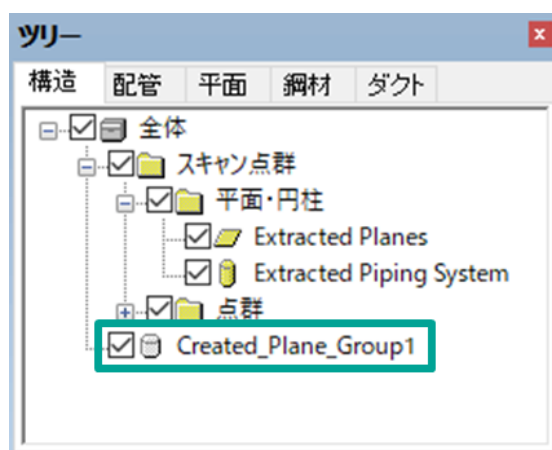 ツリー
構造 配管 平面 鋼材 ダクト
全体
スキャン点群
平面・円柱
Extracted Planes
Extracted Piping System
点群
Created_Plane_Group1